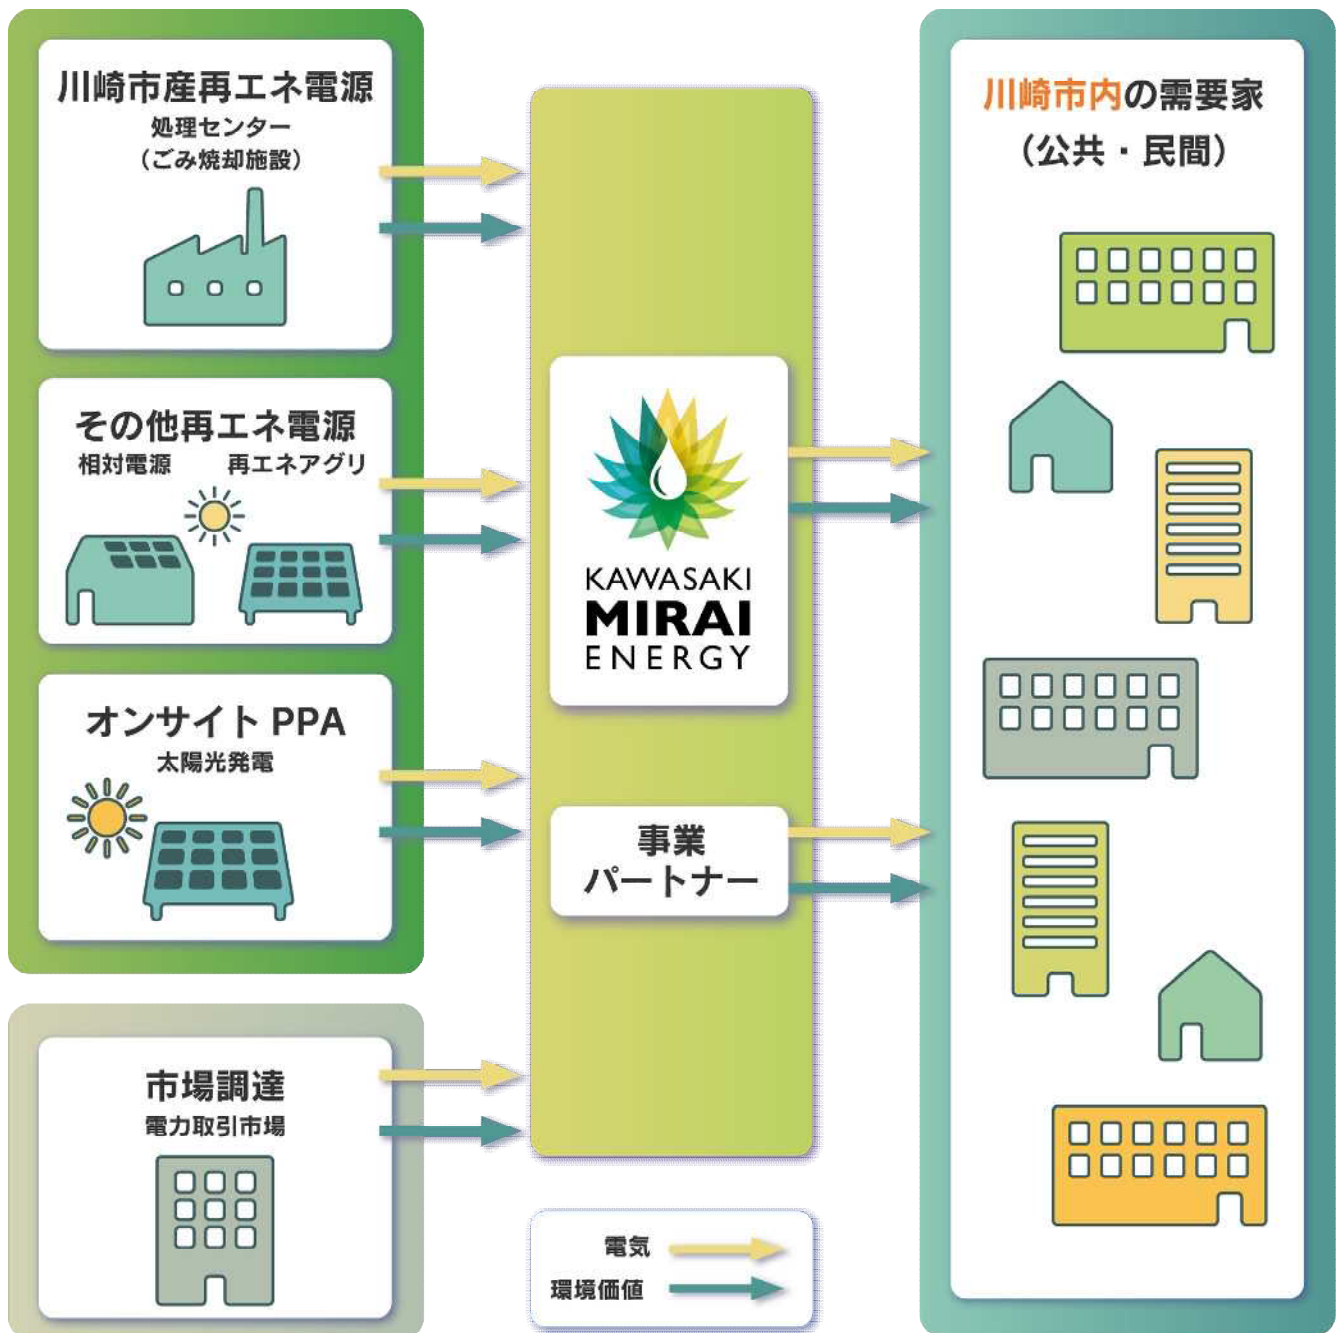 川崎市産再エネ電源
処理センター
（ごみ焼却施設）
その他再エネ電源
相対電源　再エネアグリ
オンサイト PPA
太陽光発電
市場調達
電力取引市場
KAWASAKI
MIRAI
ENERGY
事業
パートナー
電気
環境価値
川崎市内の需要家
（公共・民間）